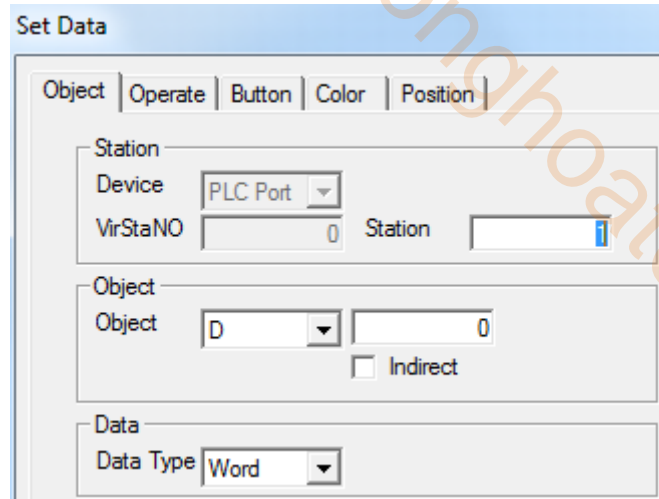 Set Data
Object Operate Button Color Position
Station
Device PLC Port
VirStaNO 0 Station 1
Object
Object D 0
Indirect
Data
Data Type Word